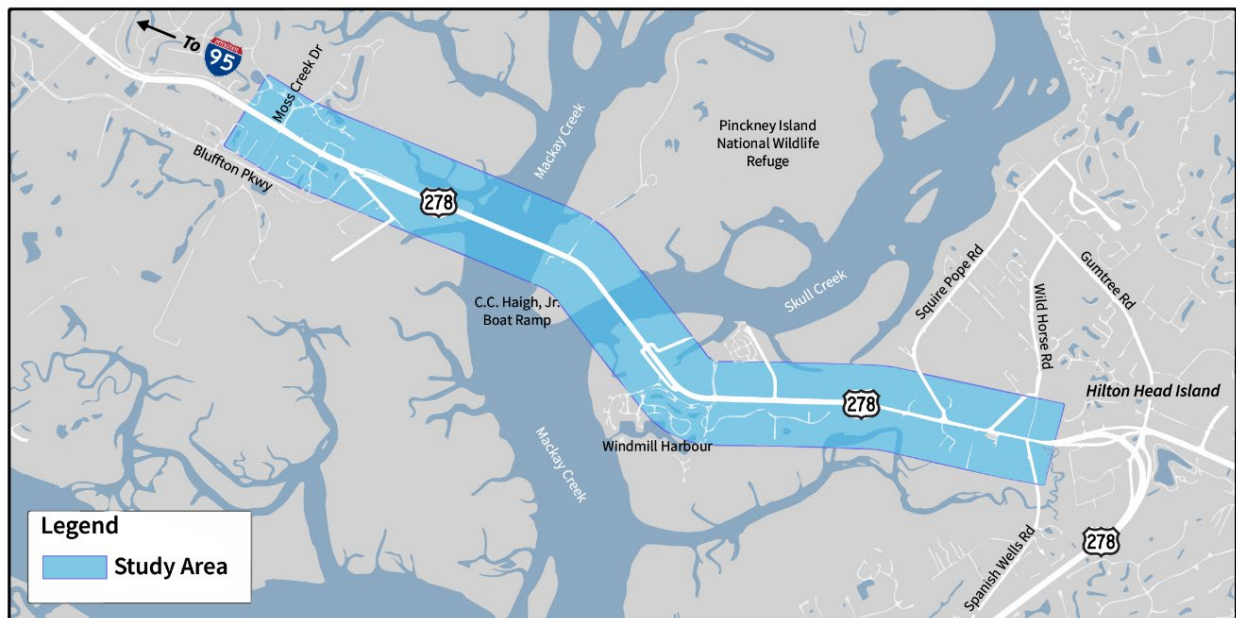 To
INTERSTATE
95
Moss Creek Dr
Bluffton Pkwy
278
Mackay Creek
Pinckney Island
National Wildlife
Refuge
C.C. Haigh, Jr.
Boat Ramp
Skull Creek
Squire Pope Rd
Wild Horse Rd
Gumtree Rd
Hilton Head Island
278
Windmill Harbour
Mackay Creek
Spanish Wells Rd
278
Legend
Study Area